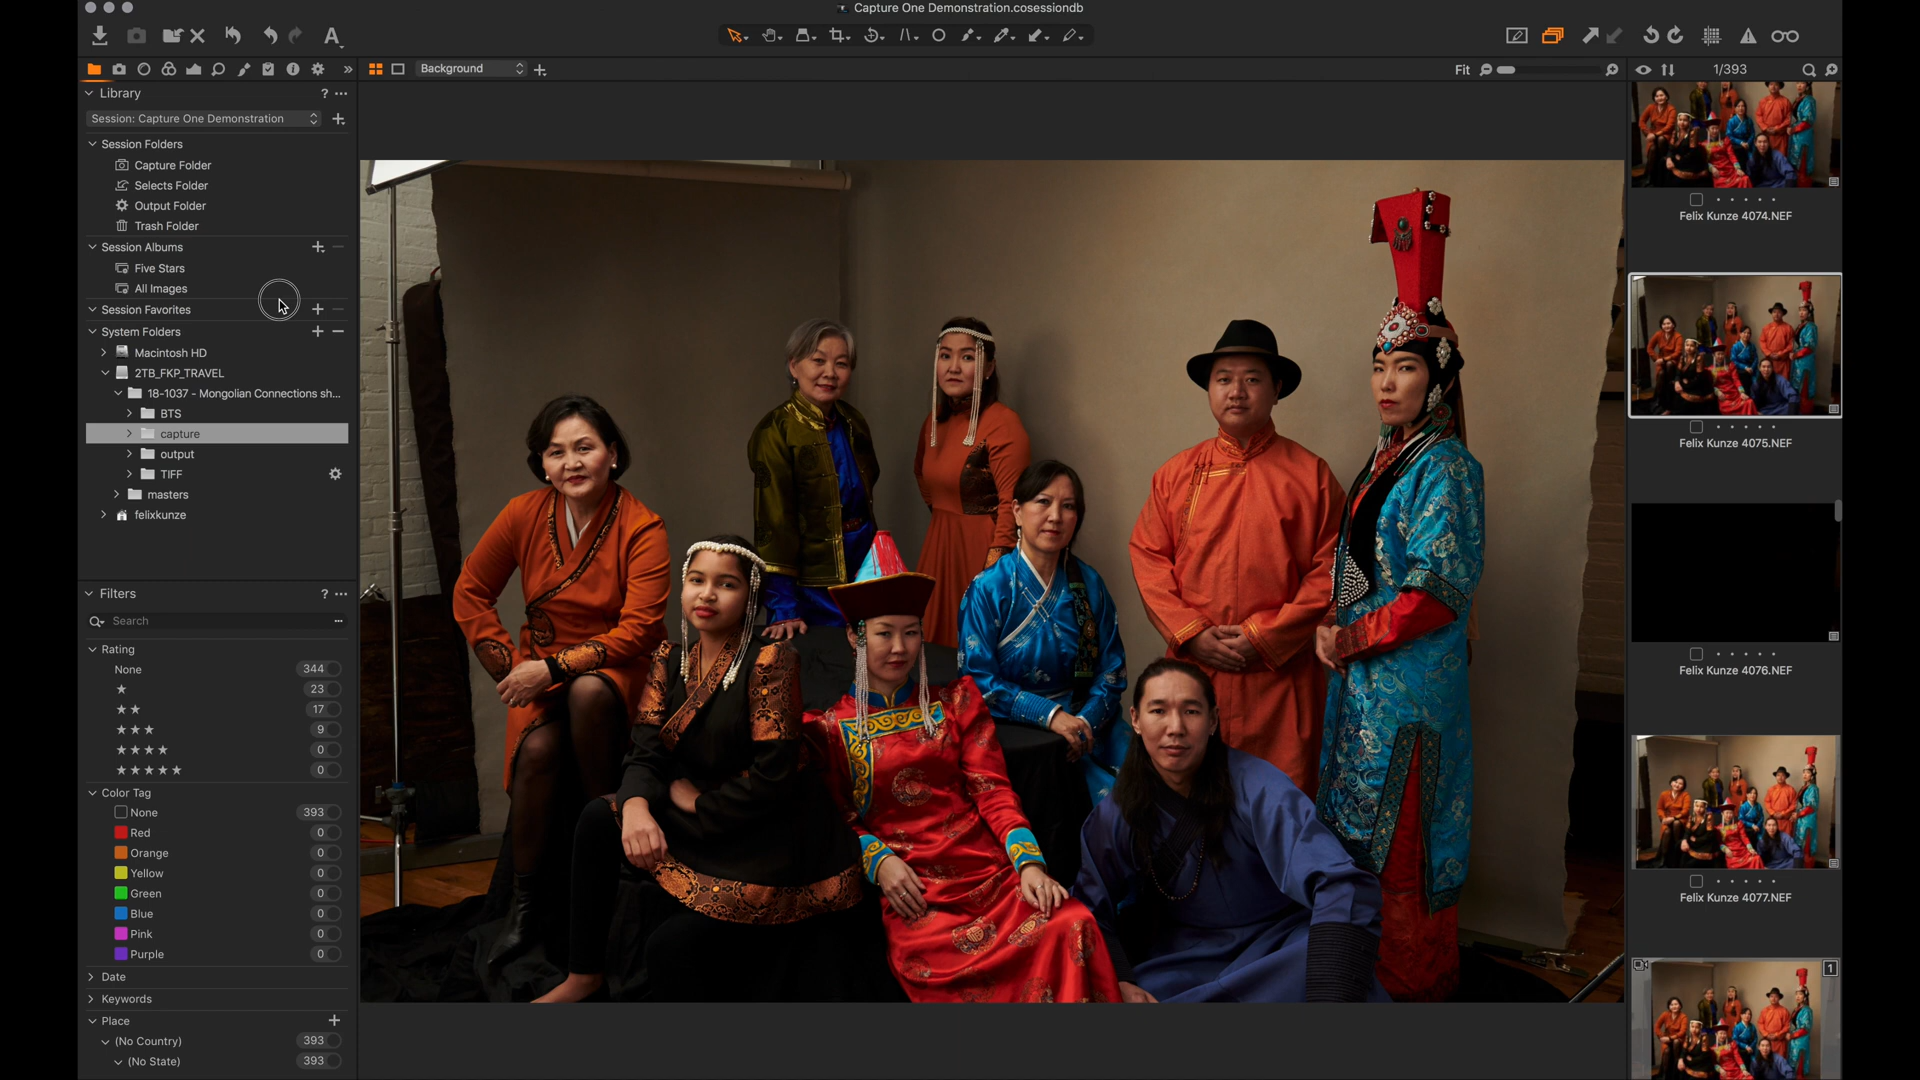 Capture One Demonstration.cosessiondb
Background
Fit
1/393
Library
? ...
Session: Capture One Demonstration
Session Folders
Capture Folder
Selects Folder
Output Folder
Trash Folder
Session Albums
Five Stars
All Images
Session Favorites
System Folders
Macintosh HD
2TB_FKP_TRAVEL
18-1037 - Mongolian Connections sh...
BTS
capture
output
TIFF
masters
felixkunze
Filters
? ...
Search
Rating
None 344
23
17
9
0
0
Color Tag
None 393
Red 0
Orange 0
Yellow 0
Green 0
Blue 0
Pink 0
Purple 0
Date
Keywords
Place
(No Country) 393
(No State) 393
Felix Kunze 4074.NEF
Felix Kunze 4075.NEF
Felix Kunze 4076.NEF
Felix Kunze 4077.NEF
1